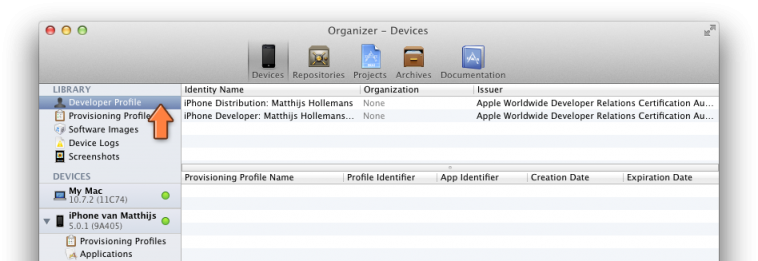 Organizer – Devices
Devices Repositories Projects Archives Documentation
LIBRARY
Developer Profile
Provisioning Profile
Software Images
Device Logs
Screenshots
DEVICES
My Mac
10.7.2 (11C74)
iPhone van Matthijs
5.0.1 (9A405)
Provisioning Profiles
Applications
Identity Name Organization Issuer
iPhone Distribution: Matthijs Hollemans None Apple Worldwide Developer Relations Certification Au...
iPhone Developer: Matthijs Hollemans... None Apple Worldwide Developer Relations Certification Au...
Provisioning Profile Name Profile Identifier App Identifier Creation Date Expiration Date